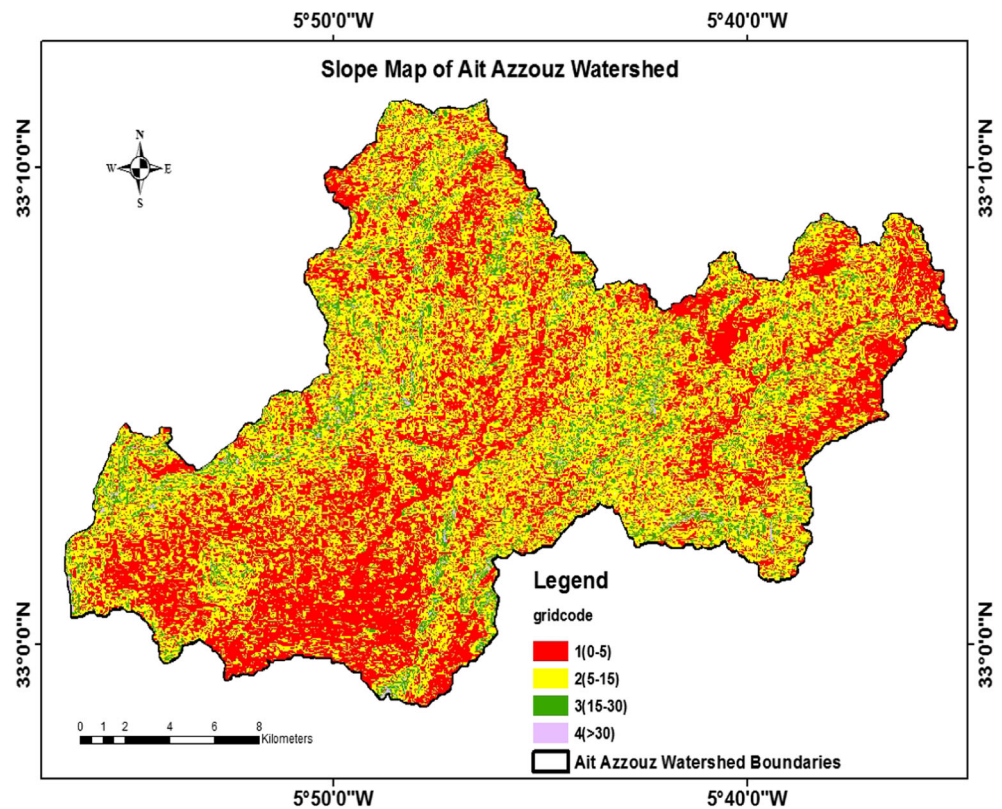 5°50'0"W 5°40'0"W
Slope Map of Ait Azzouz Watershed
N
W E
S
33°10'0"N 33°10'0"N
Legend
gridcode
1(0-5)
2(5-15)
3(15-30)
4(>30)
Ait Azzouz Watershed Boundaries
33°0'0"N 33°0'0"N
0 1 2 4 6 8
Kilometers
5°50'0"W 5°40'0"W